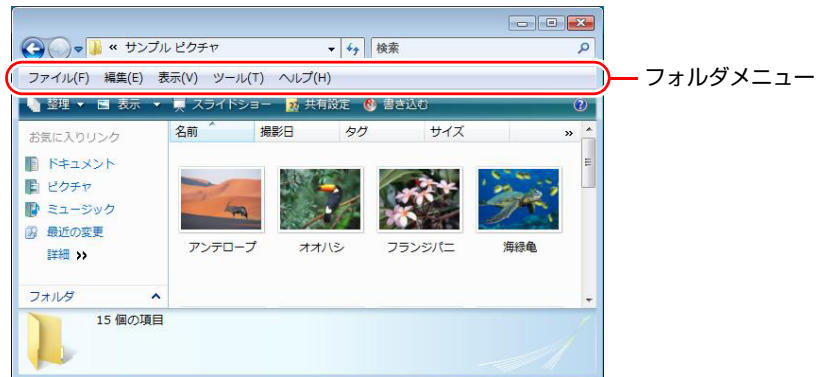 « サンプル ピクチャ
検索
ファイル(F) 編集(E) 表示(V) ツール(T) ヘルプ(H)
フォルダメニュー
整理 表示 スライドショー 共有設定 書き込む
お気に入りリンク
ドキュメント
ピクチャ
ミュージック
最近の変更
詳細 »
フォルダ
名前 撮影日 タグ サイズ »
アンテロープ オオハシ フランジパニ 海緑亀
15 個の項目